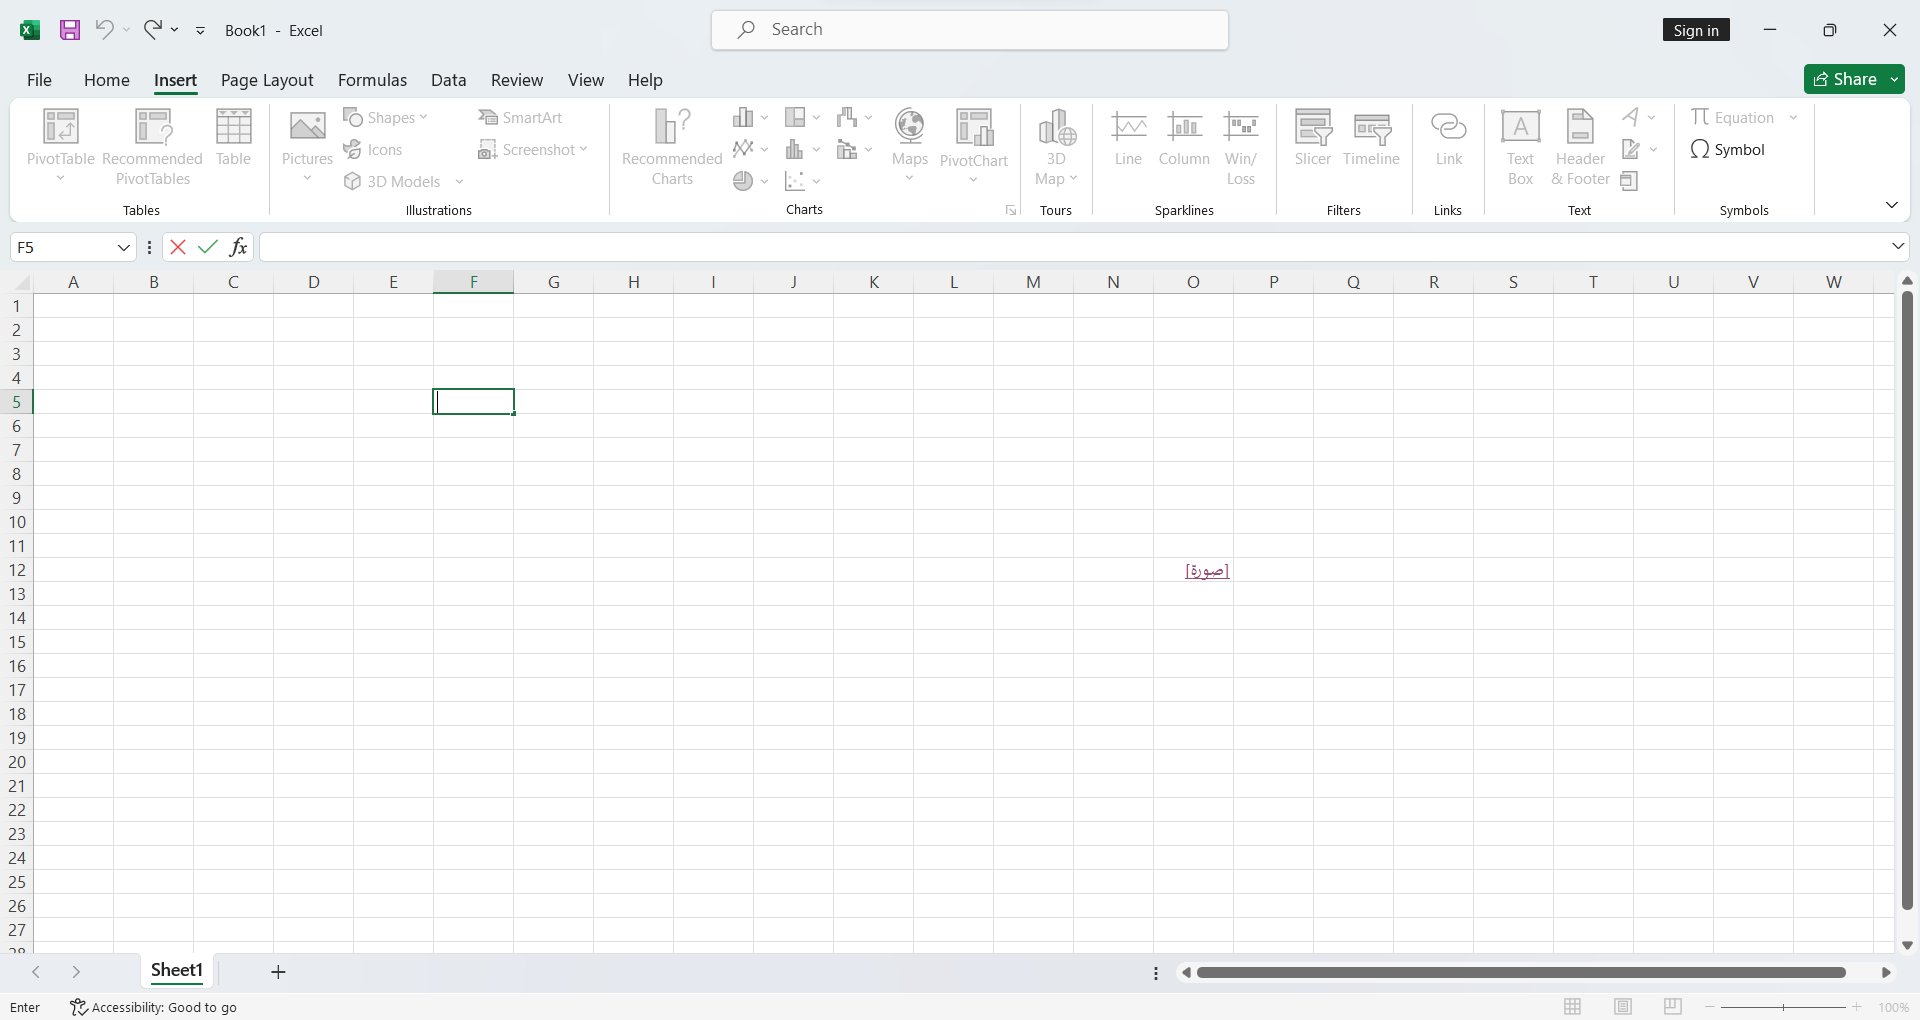 Book1 - Excel
Search
Sign in
File Home Insert Page Layout Formulas Data Review View Help
Share
PivotTable
Recommended
PivotTables
Table
Tables
Pictures
Shapes
Icons
3D Models
SmartArt
Screenshot
Illustrations
Recommended
Charts
Maps
PivotChart
Charts
3D
Map
Tours
Line
Column
Win/
Loss
Sparklines
Slicer
Timeline
Filters
Link
Links
Text
Box
Header
& Footer
Text
Equation
Symbol
Symbols
F5
fx
A B C D E F G H I J K L M N O P Q R S T U V W
1
2
3
4
5
6
7
8
9
10
11
12
[صورة]
13
14
15
16
17
18
19
20
21
22
23
24
25
26
27
28
Sheet1
Enter
Accessibility: Good to go
100%